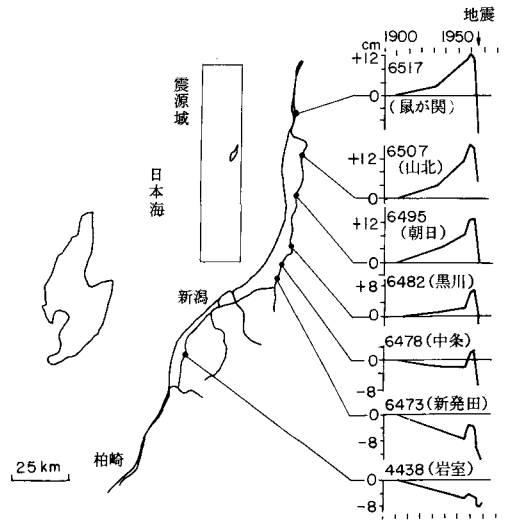 地震
1900 1950
cm
+12
6517
0
(鼠が関)
+12
6507
(山北)
0
+12
6495
(朝日)
0
+8
6482(黒川)
0
6478(中条)
0
-8
6473(新発田)
0
-8
4438(岩室)
0
-8
震源域
日本海
新潟
柏崎
25km